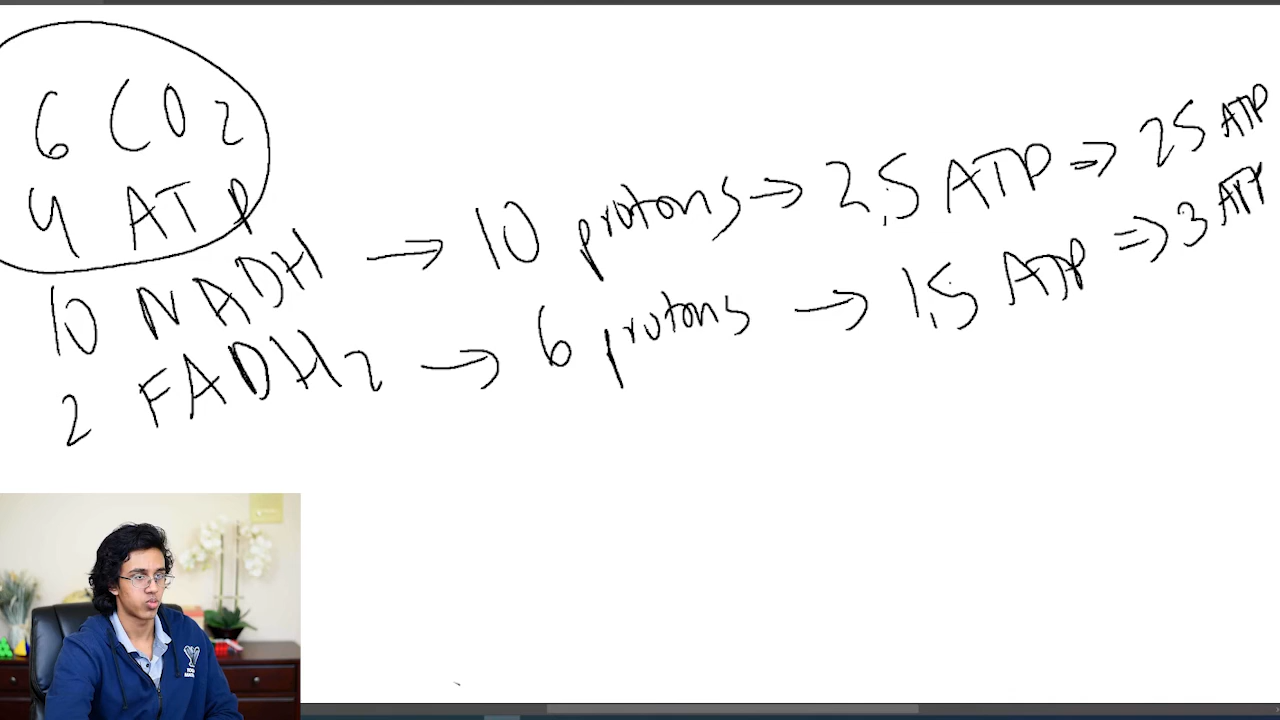 6 CO2
4 ATP
10 NADH → 10 protons → 2.5 ATP ⇒ 25 ATP
2 FADH2 → 6 protons → 1.5 ATP ⇒ 3 ATP